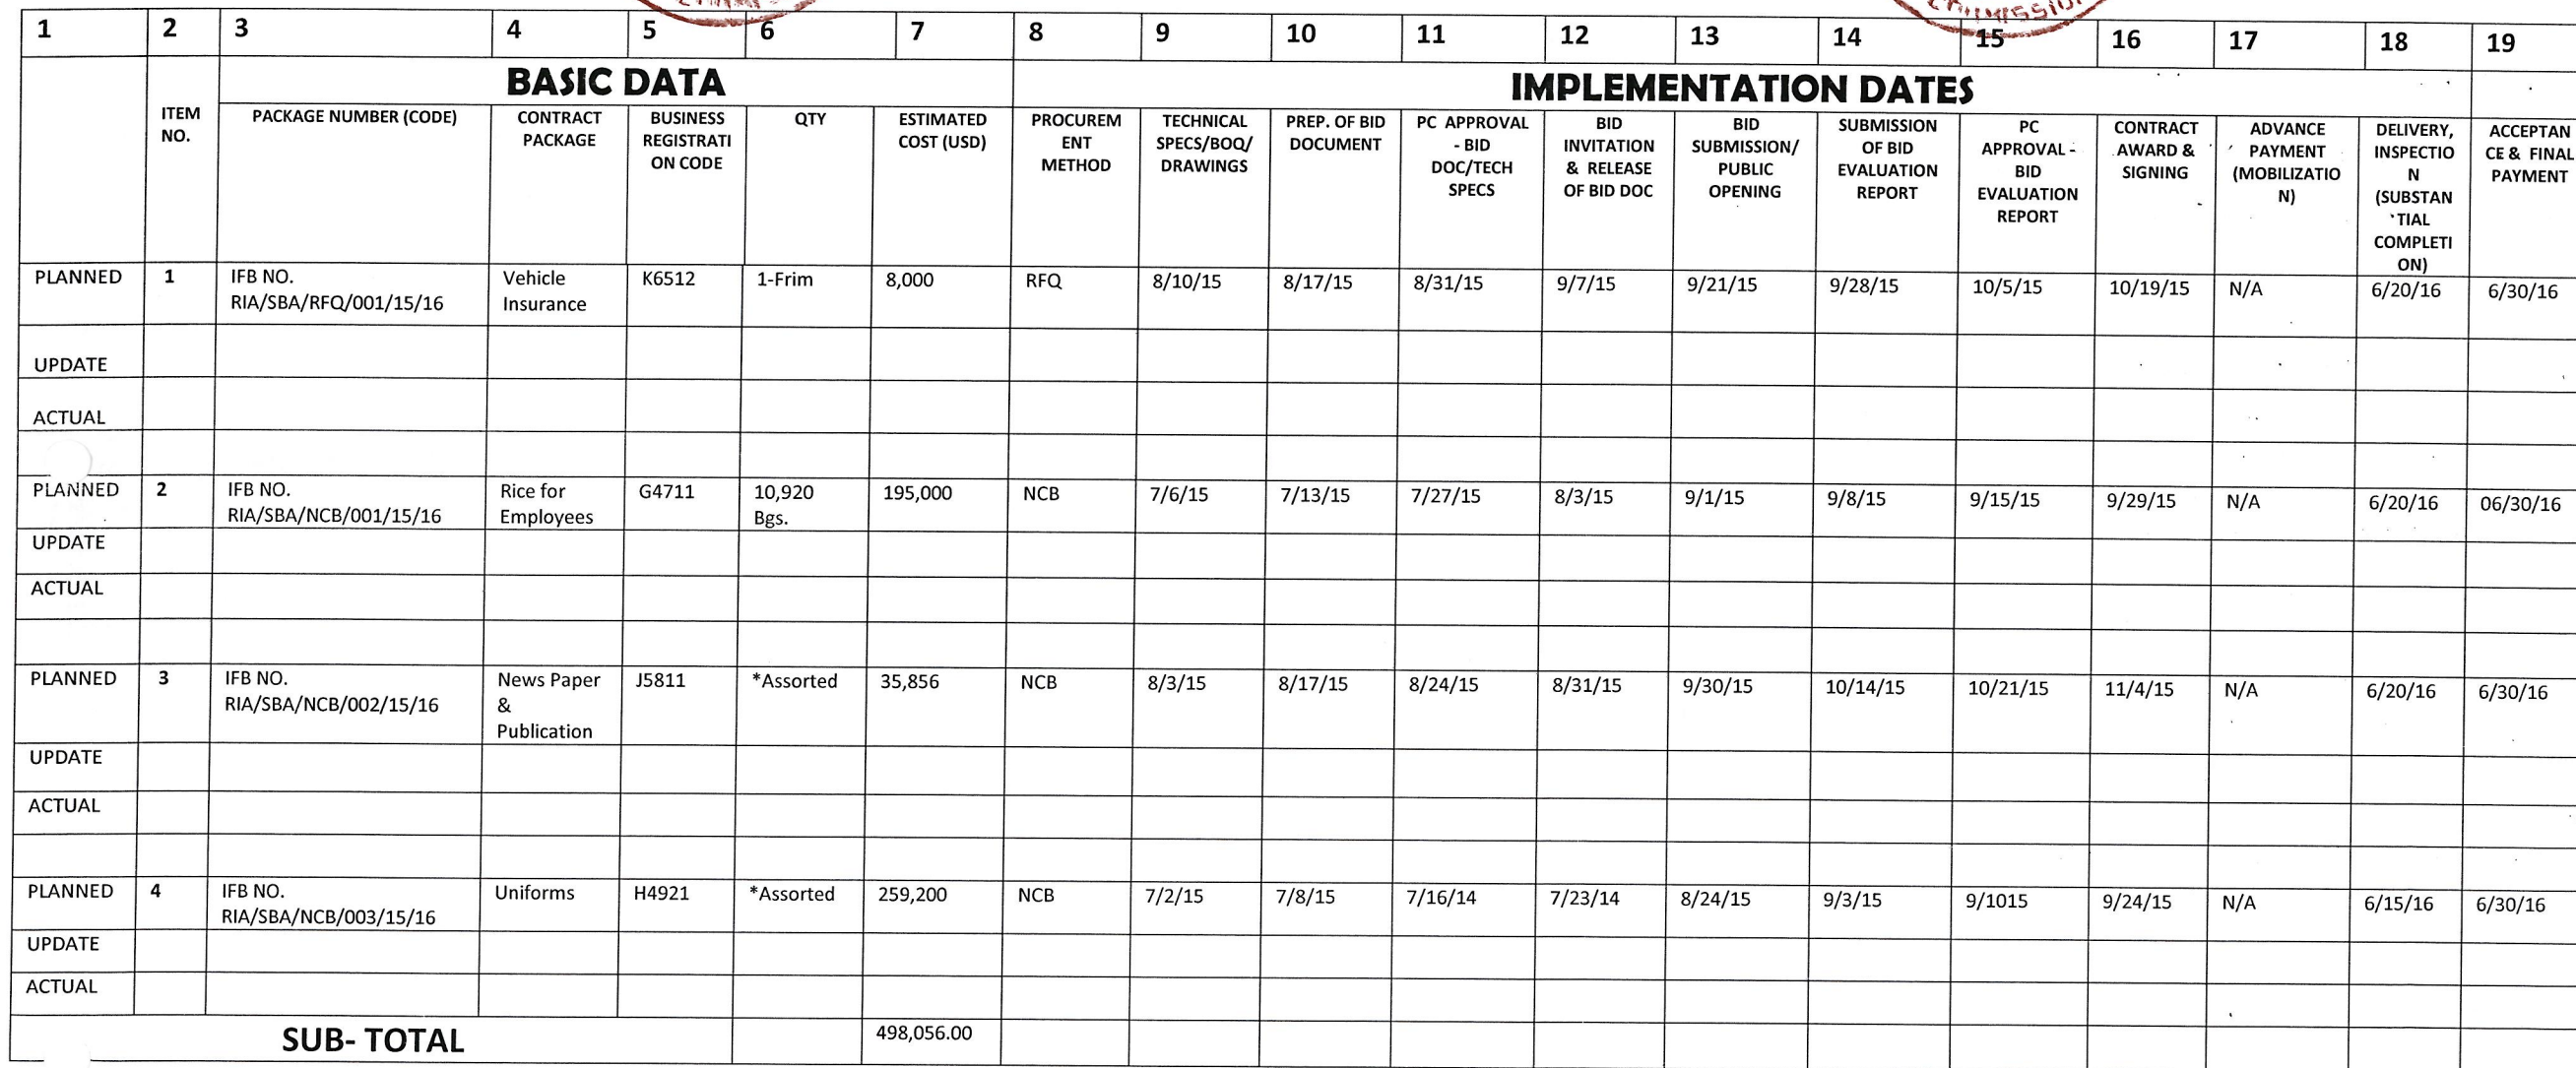 COMMISSION
1 2 3 4 5 6 7 8 9 10 11 12 13 14 15 16 17 18 19
BASIC DATA IMPLEMENTATION DATES
ITEM NO. PACKAGE NUMBER (CODE) CONTRACT PACKAGE BUSINESS REGISTRATI ON CODE QTY ESTIMATED COST (USD) PROCUREM ENT METHOD TECHNICAL SPECS/BOQ/ DRAWINGS PREP. OF BID DOCUMENT PC APPROVAL - BID DOC/TECH SPECS BID INVITATION & RELEASE OF BID DOC BID SUBMISSION/ PUBLIC OPENING SUBMISSION OF BID EVALUATION REPORT PC APPROVAL - BID EVALUATION REPORT CONTRACT AWARD & SIGNING ADVANCE PAYMENT (MOBILIZATIO N) DELIVERY, INSPECTIO N (SUBSTAN TIAL COMPLETI ON) ACCEPTAN CE & FINAL PAYMENT
PLANNED 1 IFB NO. RIA/SBA/RFQ/001/15/16 Vehicle Insurance K6512 1-Frim 8,000 RFQ 8/10/15 8/17/15 8/31/15 9/7/15 9/21/15 9/28/15 10/5/15 10/19/15 N/A 6/20/16 6/30/16
UPDATE
ACTUAL
PLANNED 2 IFB NO. RIA/SBA/NCB/001/15/16 Rice for Employees G4711 10,920 Bgs. 195,000 NCB 7/6/15 7/13/15 7/27/15 8/3/15 9/1/15 9/8/15 9/15/15 9/29/15 N/A 6/20/16 06/30/16
UPDATE
ACTUAL
PLANNED 3 IFB NO. RIA/SBA/NCB/002/15/16 News Paper & Publication J5811 *Assorted 35,856 NCB 8/3/15 8/17/15 8/24/15 8/31/15 9/30/15 10/14/15 10/21/15 11/4/15 N/A 6/20/16 6/30/16
UPDATE
ACTUAL
PLANNED 4 IFB NO. RIA/SBA/NCB/003/15/16 Uniforms H4921 *Assorted 259,200 NCB 7/2/15 7/8/15 7/16/14 7/23/14 8/24/15 9/3/15 9/1015 9/24/15 N/A 6/15/16 6/30/16
UPDATE
ACTUAL
SUB- TOTAL 498,056.00